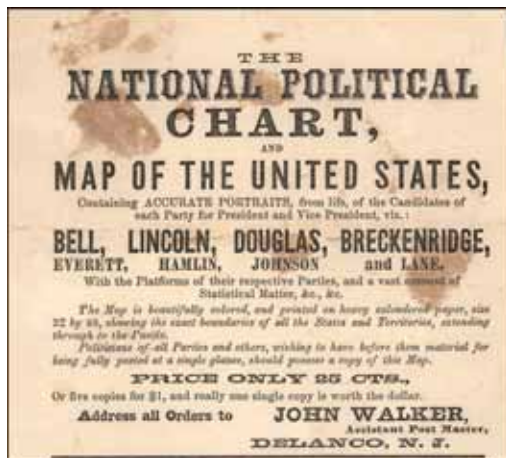 THE
NATIONAL POLITICAL
CHART,
AND
MAP OF THE UNITED STATES,
Containing ACCURATE PORTRAITS, from life, of the Candidates of
each Party for President and Vice President, viz.:
BELL, LINCOLN, DOUGLAS, BRECKENRIDGE,
EVERETT, HAMLIN, JOHNSON and LANE.
With the Platforms of their respective Parties, and a vast amount of
Statistical Matter, &c., &c.
The Map is beautifully colored, and printed on heavy calendered paper, size
32 by showing the exact boundaries of all the States and Territories, extending
through to the Pacific.
Politicians of all Parties and others, wishing to have before them material for
being fully posted at a single glance, should possess a copy of this Map.
PRICE ONLY 25 CTS.,
Or five copies for $1, and really one single copy is worth the dollar.
Address all Orders to JOHN WALKER,
Assistant Post Master,
DELANCO, N. J.